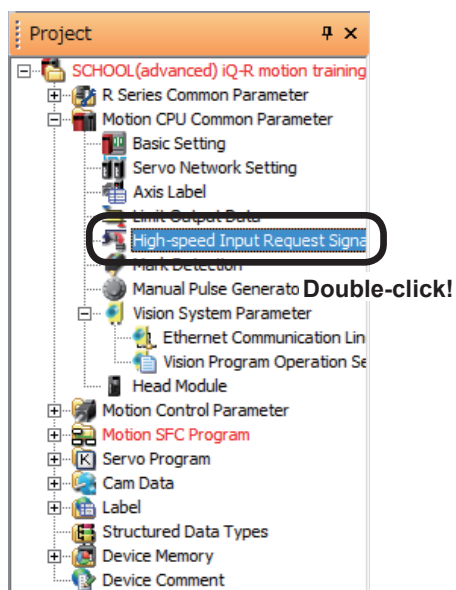 Project
SCHOOL(advanced) iQ-R motion training
R Series Common Parameter
Motion CPU Common Parameter
Basic Setting
Servo Network Setting
Axis Label
Limit Output Data
High-speed Input Request Signa
Mark Detection
Manual Pulse Generato Double-click!
Vision System Parameter
Ethernet Communication Lin
Vision Program Operation Se
Head Module
Motion Control Parameter
Motion SFC Program
Servo Program
Cam Data
Label
Structured Data Types
Device Memory
Device Comment